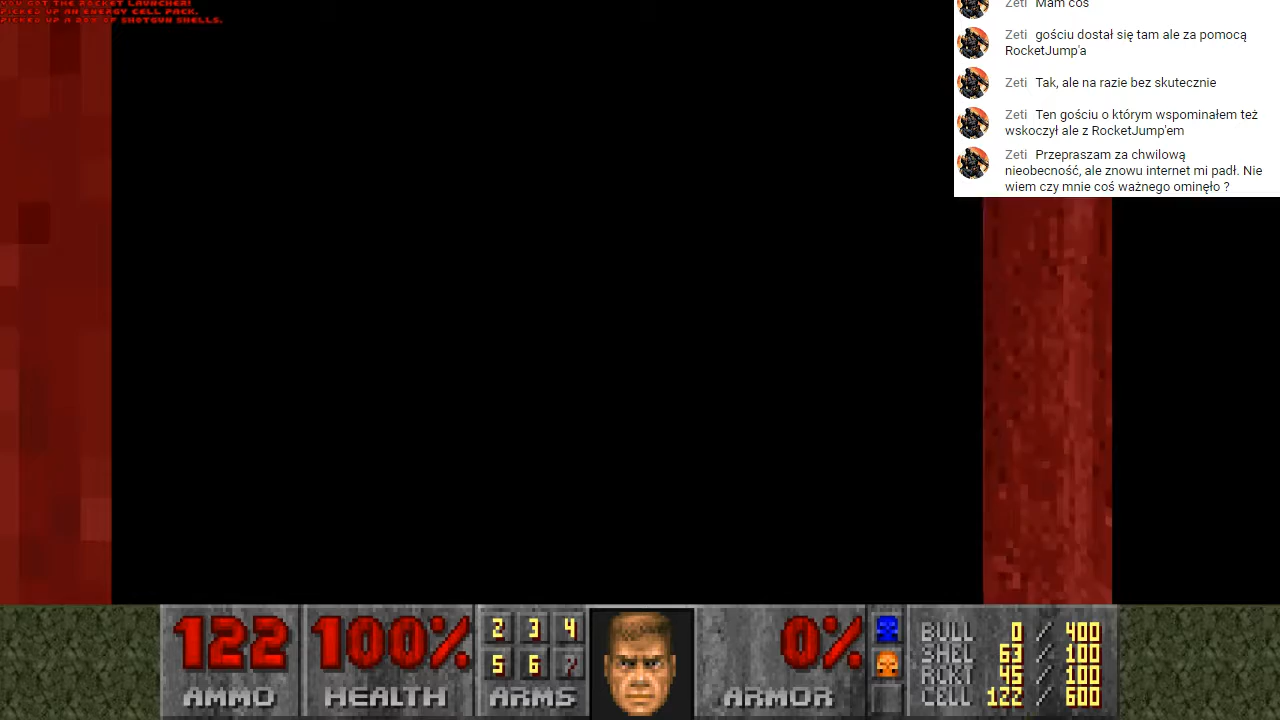 YOU GOT THE ROCKET LAUNCHER!
PICKED UP AN ENERGY CELL PACK.
PICKED UP A BOX OF SHOTGUN SHELLS.
Zeti Mam coś
Zeti gościu dostał się tam ale za pomocą
RocketJump'a
Zeti Tak, ale na razie bez skutecznie
Zeti Ten gościu o którym wspominałem też
wskoczył ale z RocketJump'em
Zeti Przepraszam za chwilową
nieobecność, ale znowu internet mi padł. Nie
wiem czy mnie coś ważnego ominęło ?
122
AMMO
100%
HEALTH
2 3 4
5 6 7
ARMS
0%
ARMOR
BULL 0 / 400
SHEL 63 / 100
RCKT 45 / 100
CELL 122 / 600